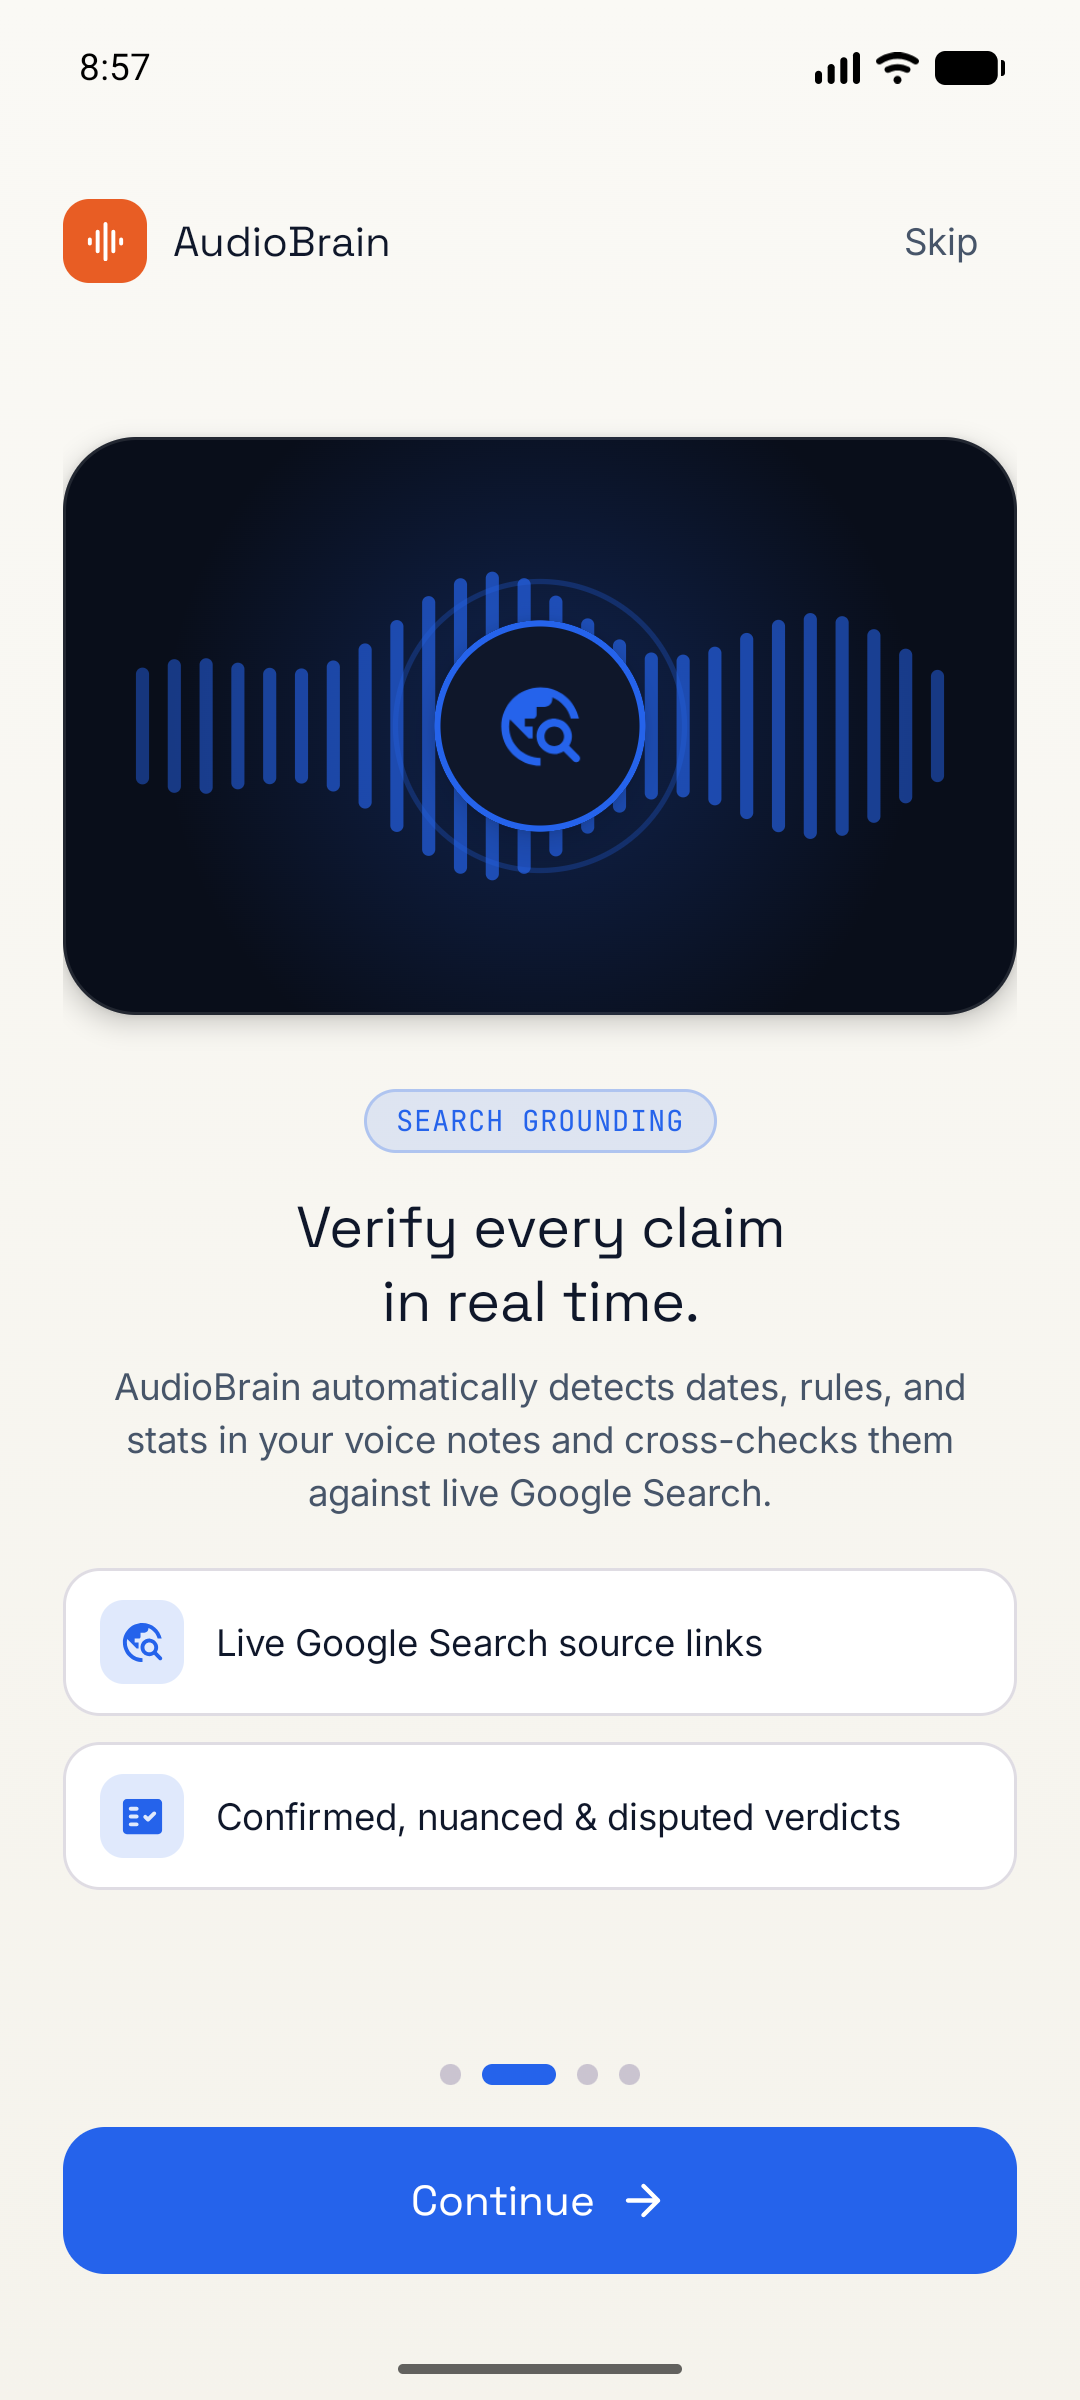 8:57
AudioBrain
Skip
SEARCH GROUNDING
Verify every claim
in real time.
AudioBrain automatically detects dates, rules, and
stats in your voice notes and cross-checks them
against live Google Search.
Live Google Search source links
Confirmed, nuanced & disputed verdicts
Continue